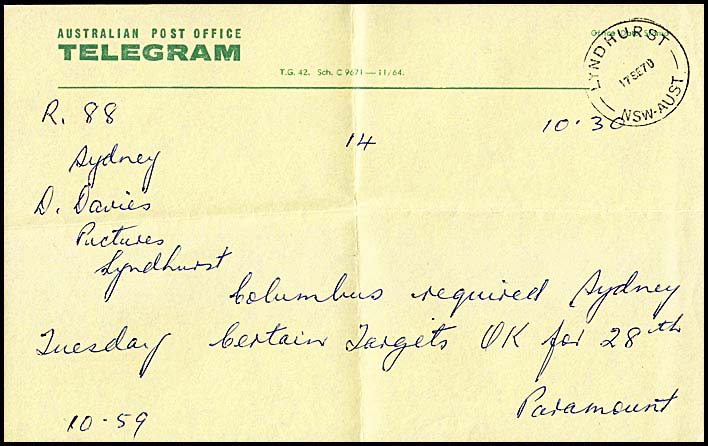 AUSTRALIAN POST OFFICE
TELEGRAM
T.G. 42. Sch. C 9671—11/64.
LYNDHURST
17SE70
NSW-AUST
R. 88
14
10.30
Sydney
D. Davies
Pictures
Lyndhurst
Columbus required Sydney
Tuesday Certain Targets OK for 28th
Paramount
10.59